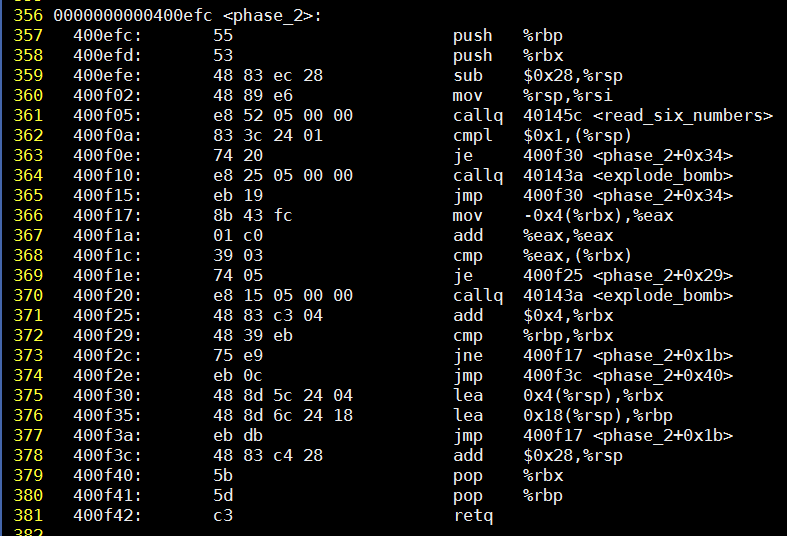 356 0000000000400efc <phase_2>:
357   400efc:       55                      push   %rbp
358   400efd:       53                      push   %rbx
359   400efe:       48 83 ec 28             sub    $0x28,%rsp
360   400f02:       48 89 e6                mov    %rsp,%rsi
361   400f05:       e8 52 05 00 00          callq  40145c <read_six_numbers>
362   400f0a:       83 3c 24 01             cmpl   $0x1,(%rsp)
363   400f0e:       74 20                   je     400f30 <phase_2+0x34>
364   400f10:       e8 25 05 00 00          callq  40143a <explode_bomb>
365   400f15:       eb 19                   jmp    400f30 <phase_2+0x34>
366   400f17:       8b 43 fc                mov    -0x4(%rbx),%eax
367   400f1a:       01 c0                   add    %eax,%eax
368   400f1c:       39 03                   cmp    %eax,(%rbx)
369   400f1e:       74 05                   je     400f25 <phase_2+0x29>
370   400f20:       e8 15 05 00 00          callq  40143a <explode_bomb>
371   400f25:       48 83 c3 04             add    $0x4,%rbx
372   400f29:       48 39 eb                cmp    %rbp,%rbx
373   400f2c:       75 e9                   jne    400f17 <phase_2+0x1b>
374   400f2e:       eb 0c                   jmp    400f3c <phase_2+0x40>
375   400f30:       48 8d 5c 24 04          lea    0x4(%rsp),%rbx
376   400f35:       48 8d 6c 24 18          lea    0x18(%rsp),%rbp
377   400f3a:       eb db                   jmp    400f17 <phase_2+0x1b>
378   400f3c:       48 83 c4 28             add    $0x28,%rsp
379   400f40:       5b                      pop    %rbx
380   400f41:       5d                      pop    %rbp
381   400f42:       c3                      retq
382